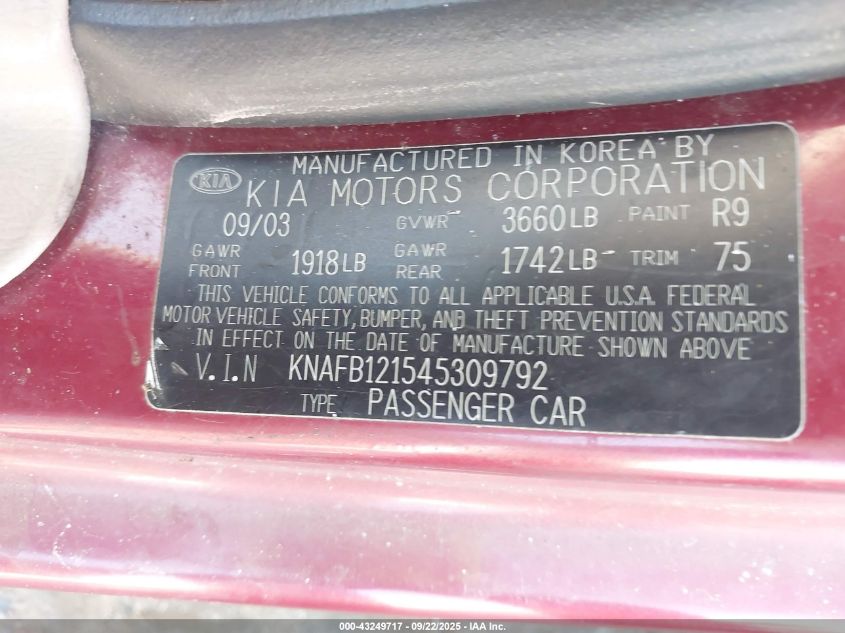 MANUFACTURED IN KOREA BY
KIA KIA MOTORS CORPORATION
09/03 GVWR 3660LB PAINT R9
GAWR FRONT 1918LB GAWR REAR 1742LB TRIM 75
THIS VEHICLE CONFORMS TO ALL APPLICABLE U.S.A. FEDERAL
MOTOR VEHICLE SAFETY, BUMPER, AND THEFT PREVENTION STANDARDS
IN EFFECT ON THE DATE OF MANUFACTURE SHOWN ABOVE
V.I.N KNAFB121545309792
TYPE PASSENGER CAR
000-43249717 - 09/22/2025 - IAA Inc.